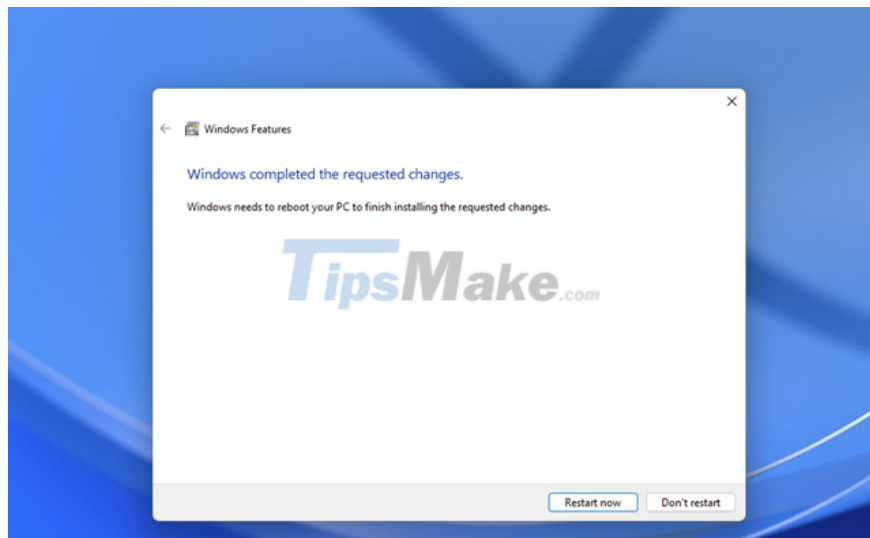 Windows Features
Windows completed the requested changes.
Windows needs to reboot your PC to finish installing the requested changes.
TipsMake.com
Restart now
Don't restart